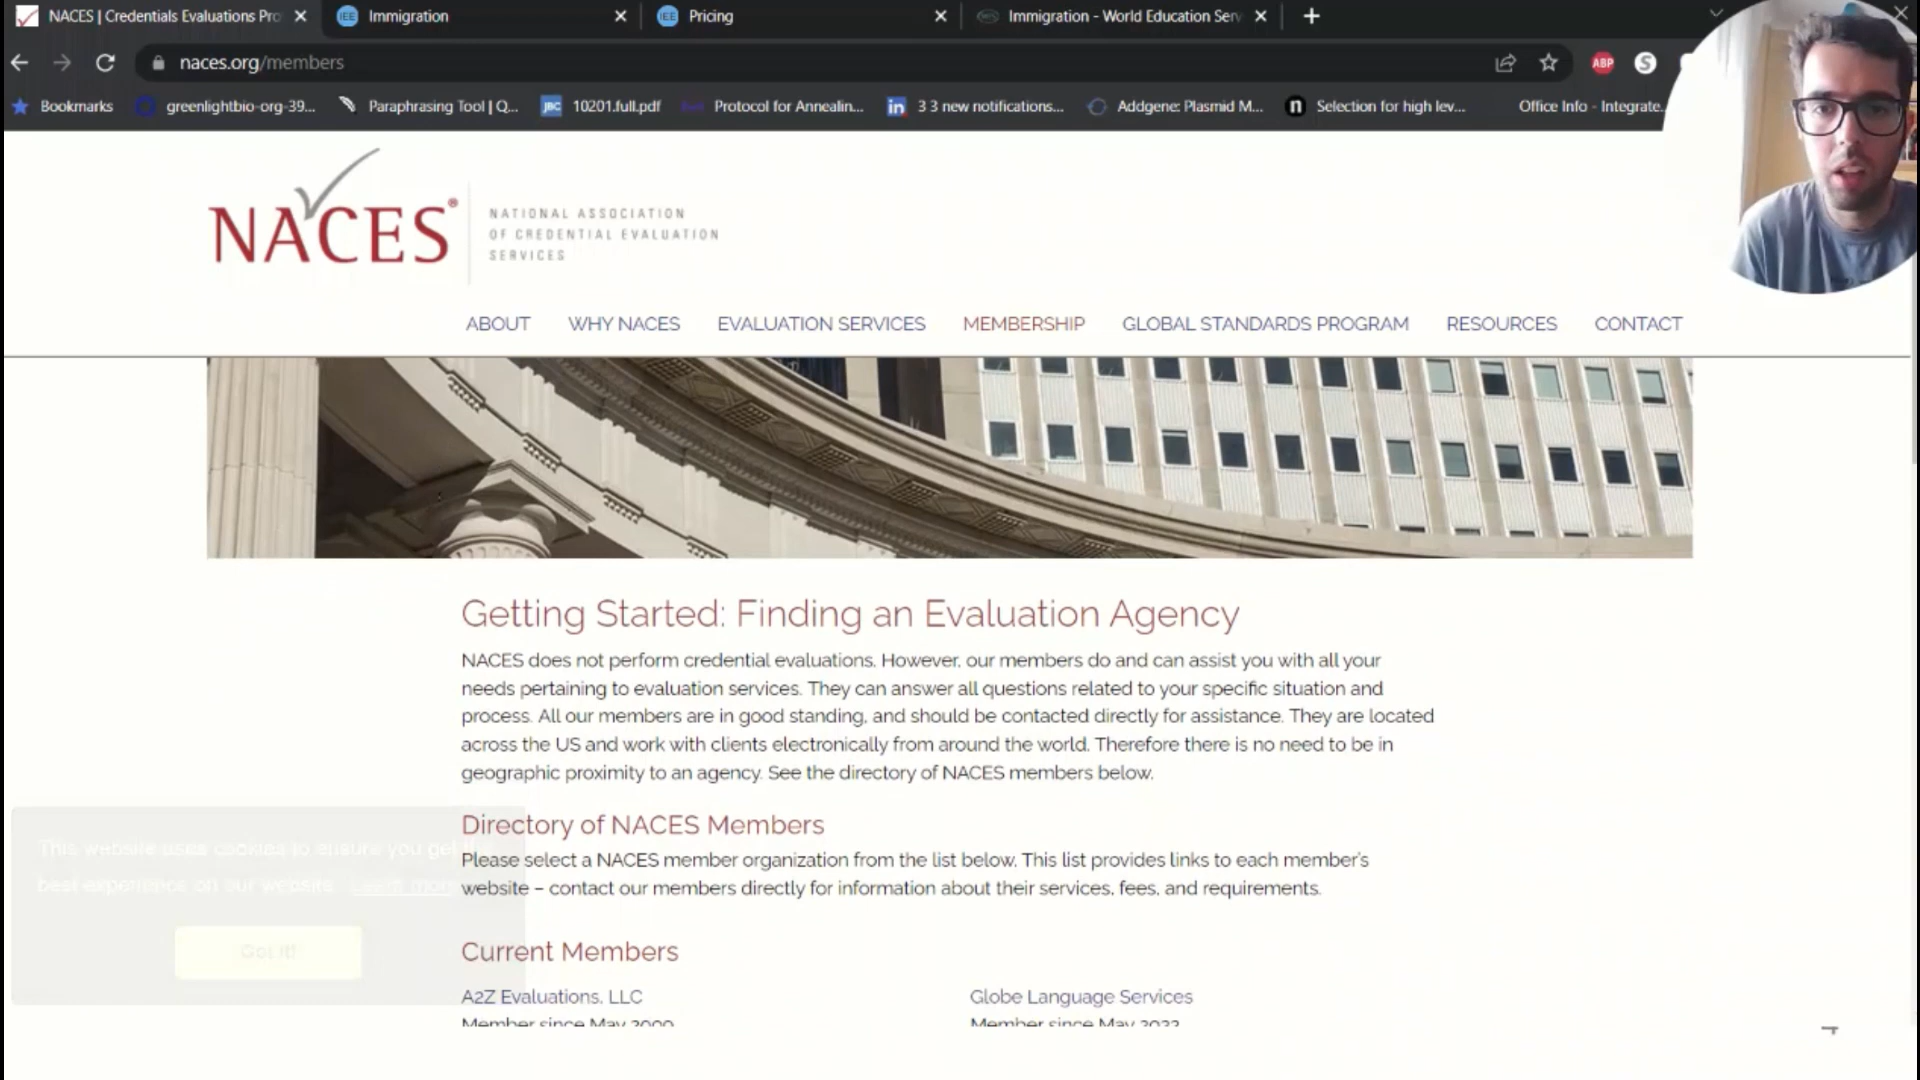 NACES | Credentials Evaluations Pro
Immigration
Pricing
Immigration - World Education Serv
naces.org/members
ABP
S
Bookmarks
greenlightbio-org-39...
Paraphrasing Tool | Q...
JBC
10201.full.pdf
Protocol for Annealin...
in
3 3 new notifications...
Addgene: Plasmid M...
n
Selection for high lev...
Office Info - Integrate...
NACES®
NATIONAL ASSOCIATION
OF CREDENTIAL EVALUATION
SERVICES
ABOUT
WHY NACES
EVALUATION SERVICES
MEMBERSHIP
GLOBAL STANDARDS PROGRAM
RESOURCES
CONTACT
Getting Started: Finding an Evaluation Agency
NACES does not perform credential evaluations. However, our members do and can assist you with all your
needs pertaining to evaluation services. They can answer all questions related to your specific situation and
process. All our members are in good standing, and should be contacted directly for assistance. They are located
across the US and work with clients electronically from around the world. Therefore there is no need to be in
geographic proximity to an agency. See the directory of NACES members below.
This website uses cookies to ensure you get
best experience on our website.
Got it!
Directory of NACES Members
Please select a NACES member organization from the list below. This list provides links to each member's
website – contact our members directly for information about their services, fees, and requirements.
Current Members
A2Z Evaluations, LLC
Globe Language Services
Member since May
Member since May